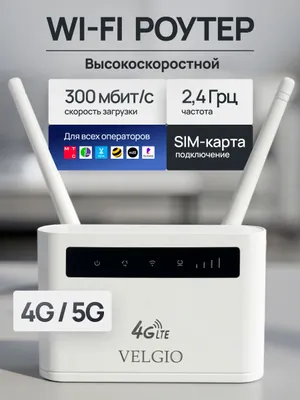 WI-FI РОУТЕР
Высокоскоростной
300 мбит/с
скорость загрузки
2,4 Грц
частота
Для всех операторов
МТС
SIM-карта
подключение
4G / 5G
4G LTE
VELGIO